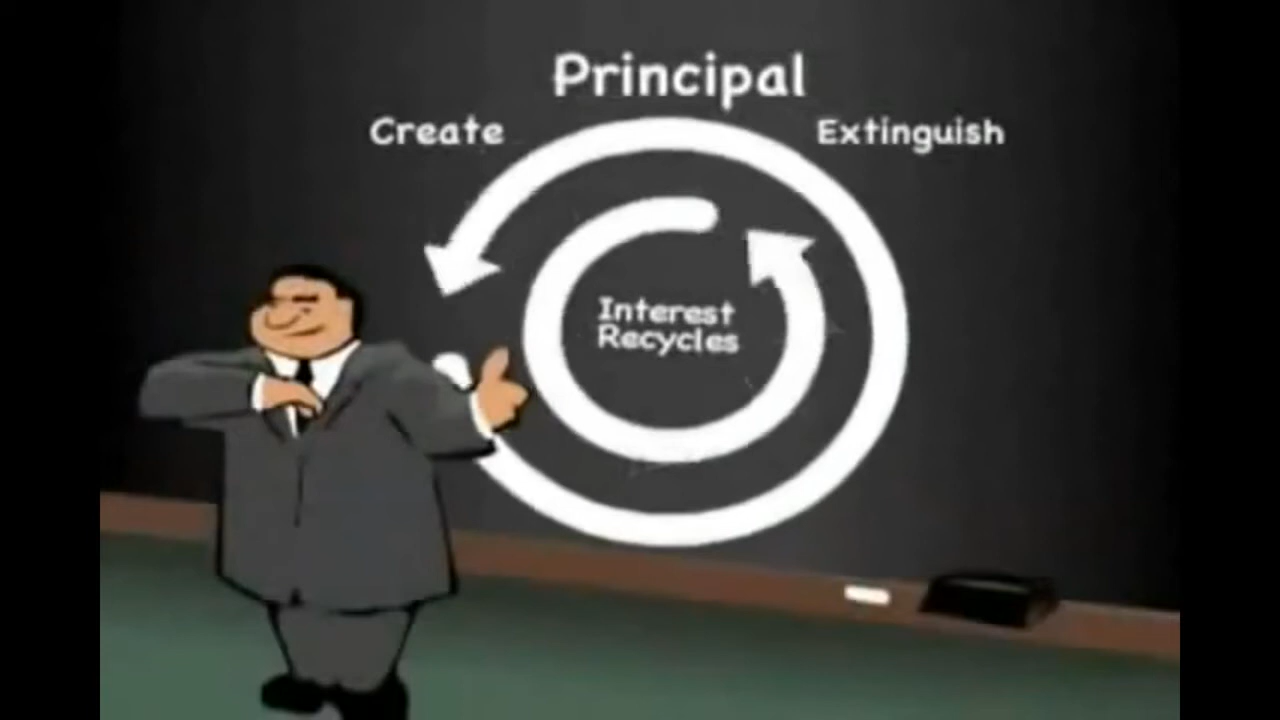 Principal
Create
Extinguish
Interest
Recycles